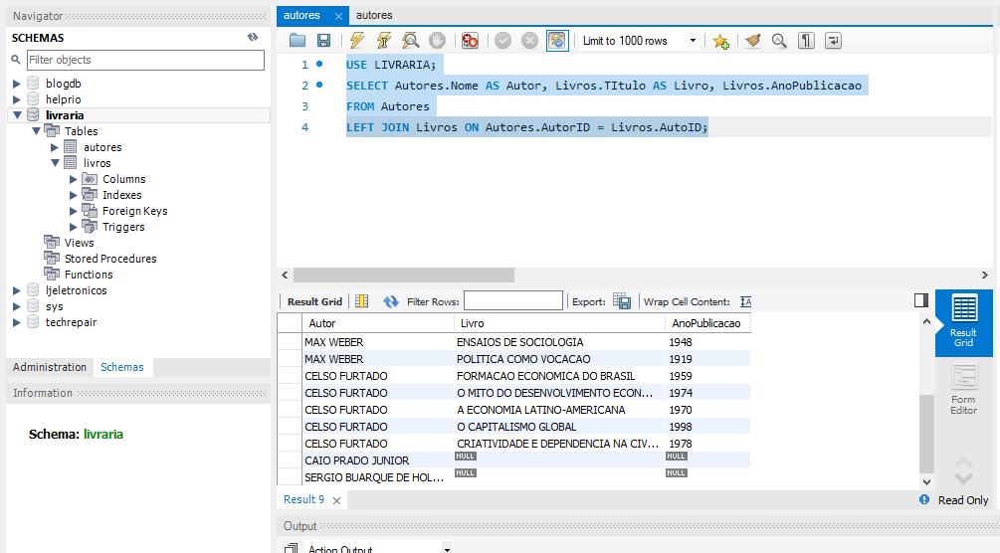 Navigator
SCHEMAS
Filter objects
blogdb
helprio
livraria
Tables
autores
livros
Columns
Indexes
Foreign Keys
Triggers
Views
Stored Procedures
Functions
ljeletronicos
sys
techrepair
Administration Schemas
Information
Schema: livraria
autores autores
Limit to 1000 rows
1 USE LIVRARIA;
2 SELECT Autores.Nome AS Autor, Livros.TItulo AS Livro, Livros.AnoPublicacao
3 FROM Autores
4 LEFT JOIN Livros ON Autores.AutorID = Livros.AutoID;
Result Grid Filter Rows: Export: Wrap Cell Content:
Autor Livro AnoPublicacao
MAX WEBER ENSAIOS DE SOCIOLOGIA 1948
MAX WEBER POLITICA COMO VOCACAO 1919
CELSO FURTADO FORMACAO ECONOMICA DO BRASIL 1959
CELSO FURTADO O MITO DO DESENVOLVIMENTO ECON... 1974
CELSO FURTADO A ECONOMIA LATINO-AMERICANA 1970
CELSO FURTADO O CAPITALISMO GLOBAL 1998
CELSO FURTADO CRIATIVIDADE E DEPENDENCIA NA CIV... 1978
CAIO PRADO JUNIOR NULL NULL
SERGIO BUARQUE DE HOL... NULL NULL
Result Grid
Form Editor
Result 9
Read Only
Output
Action Output